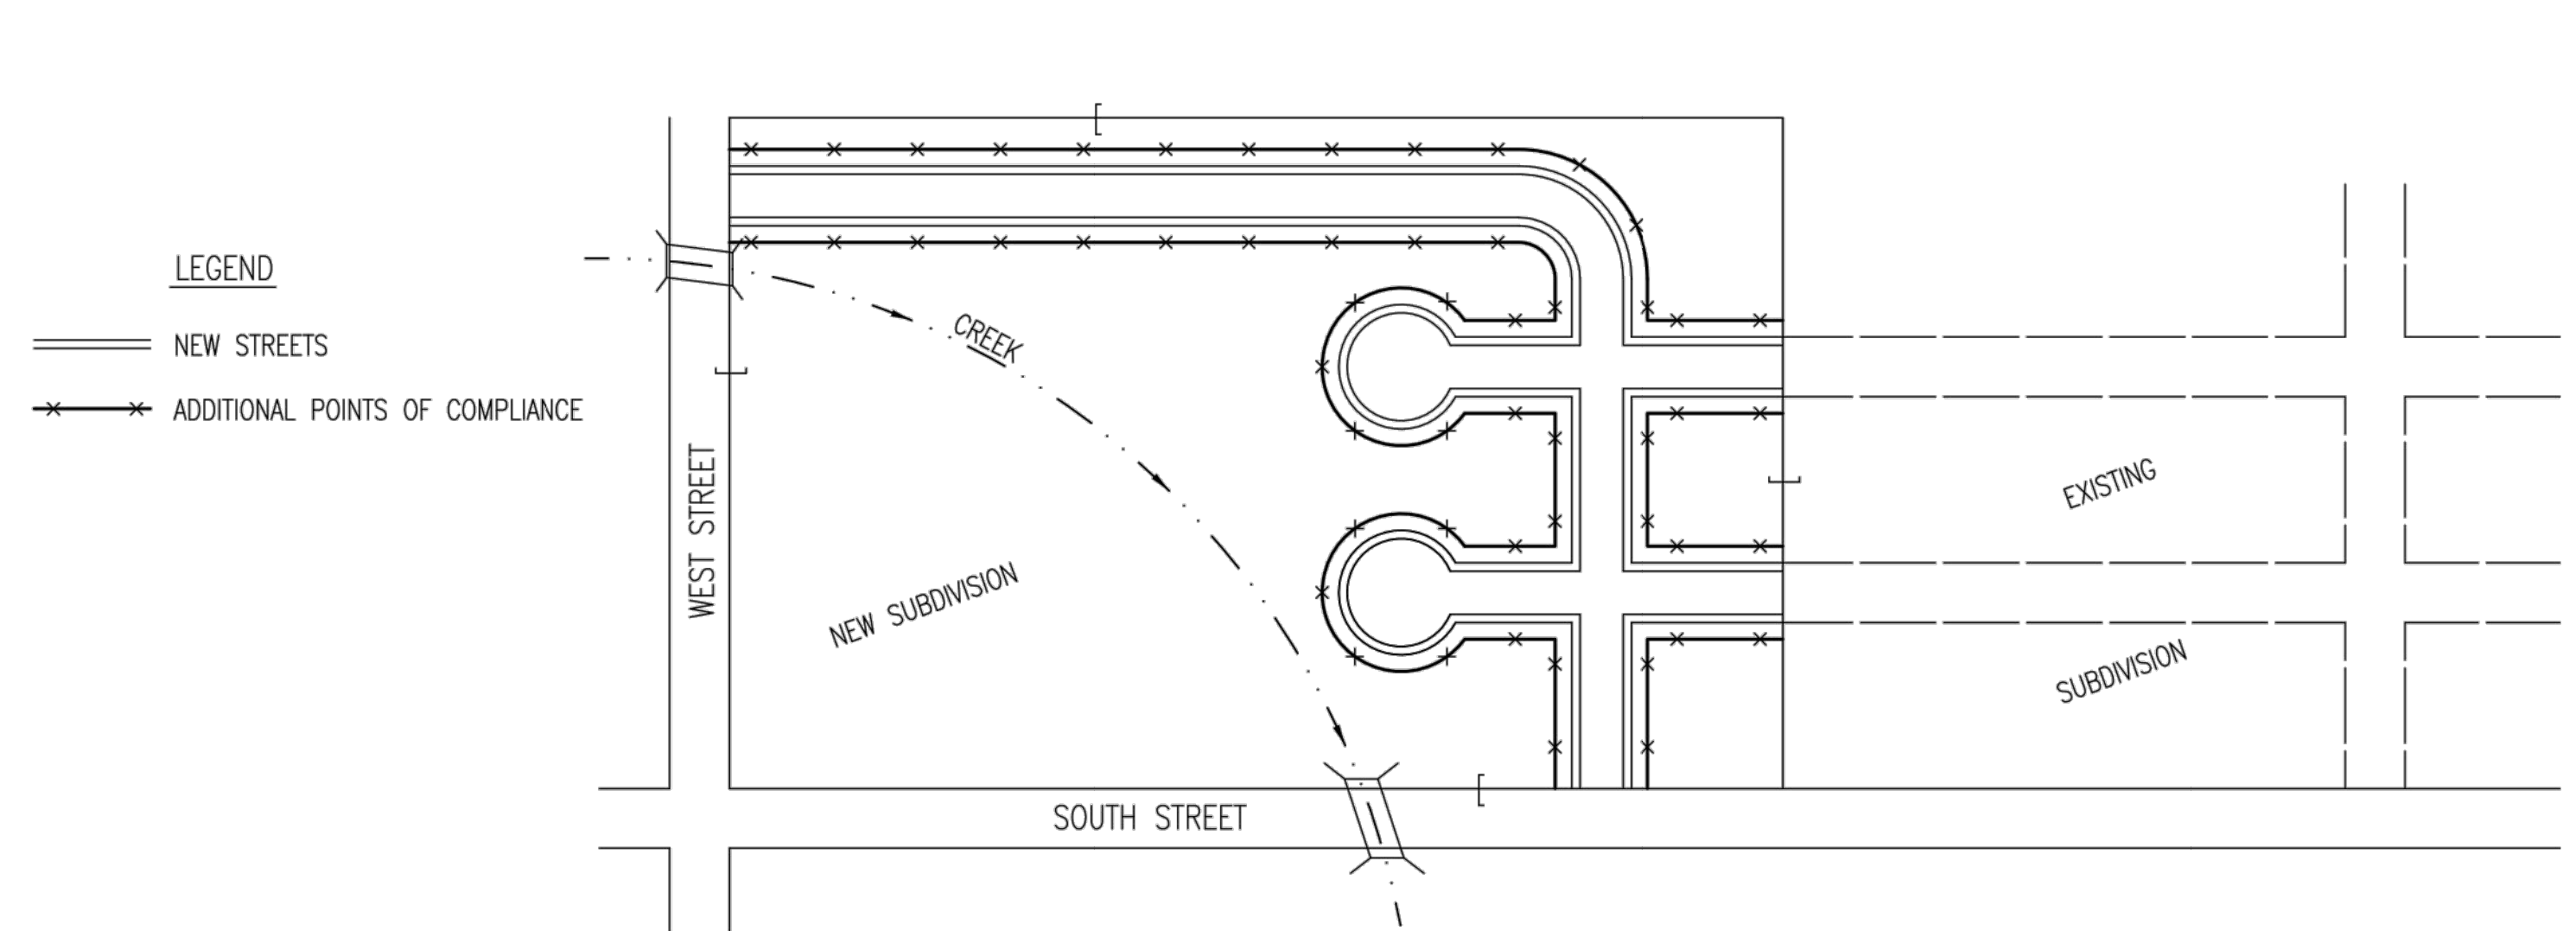 LEGEND
NEW STREETS
ADDITIONAL POINTS OF COMPLIANCE
CREEK
WEST STREET
NEW SUBDIVISION
SOUTH STREET
EXISTING
SUBDIVISION